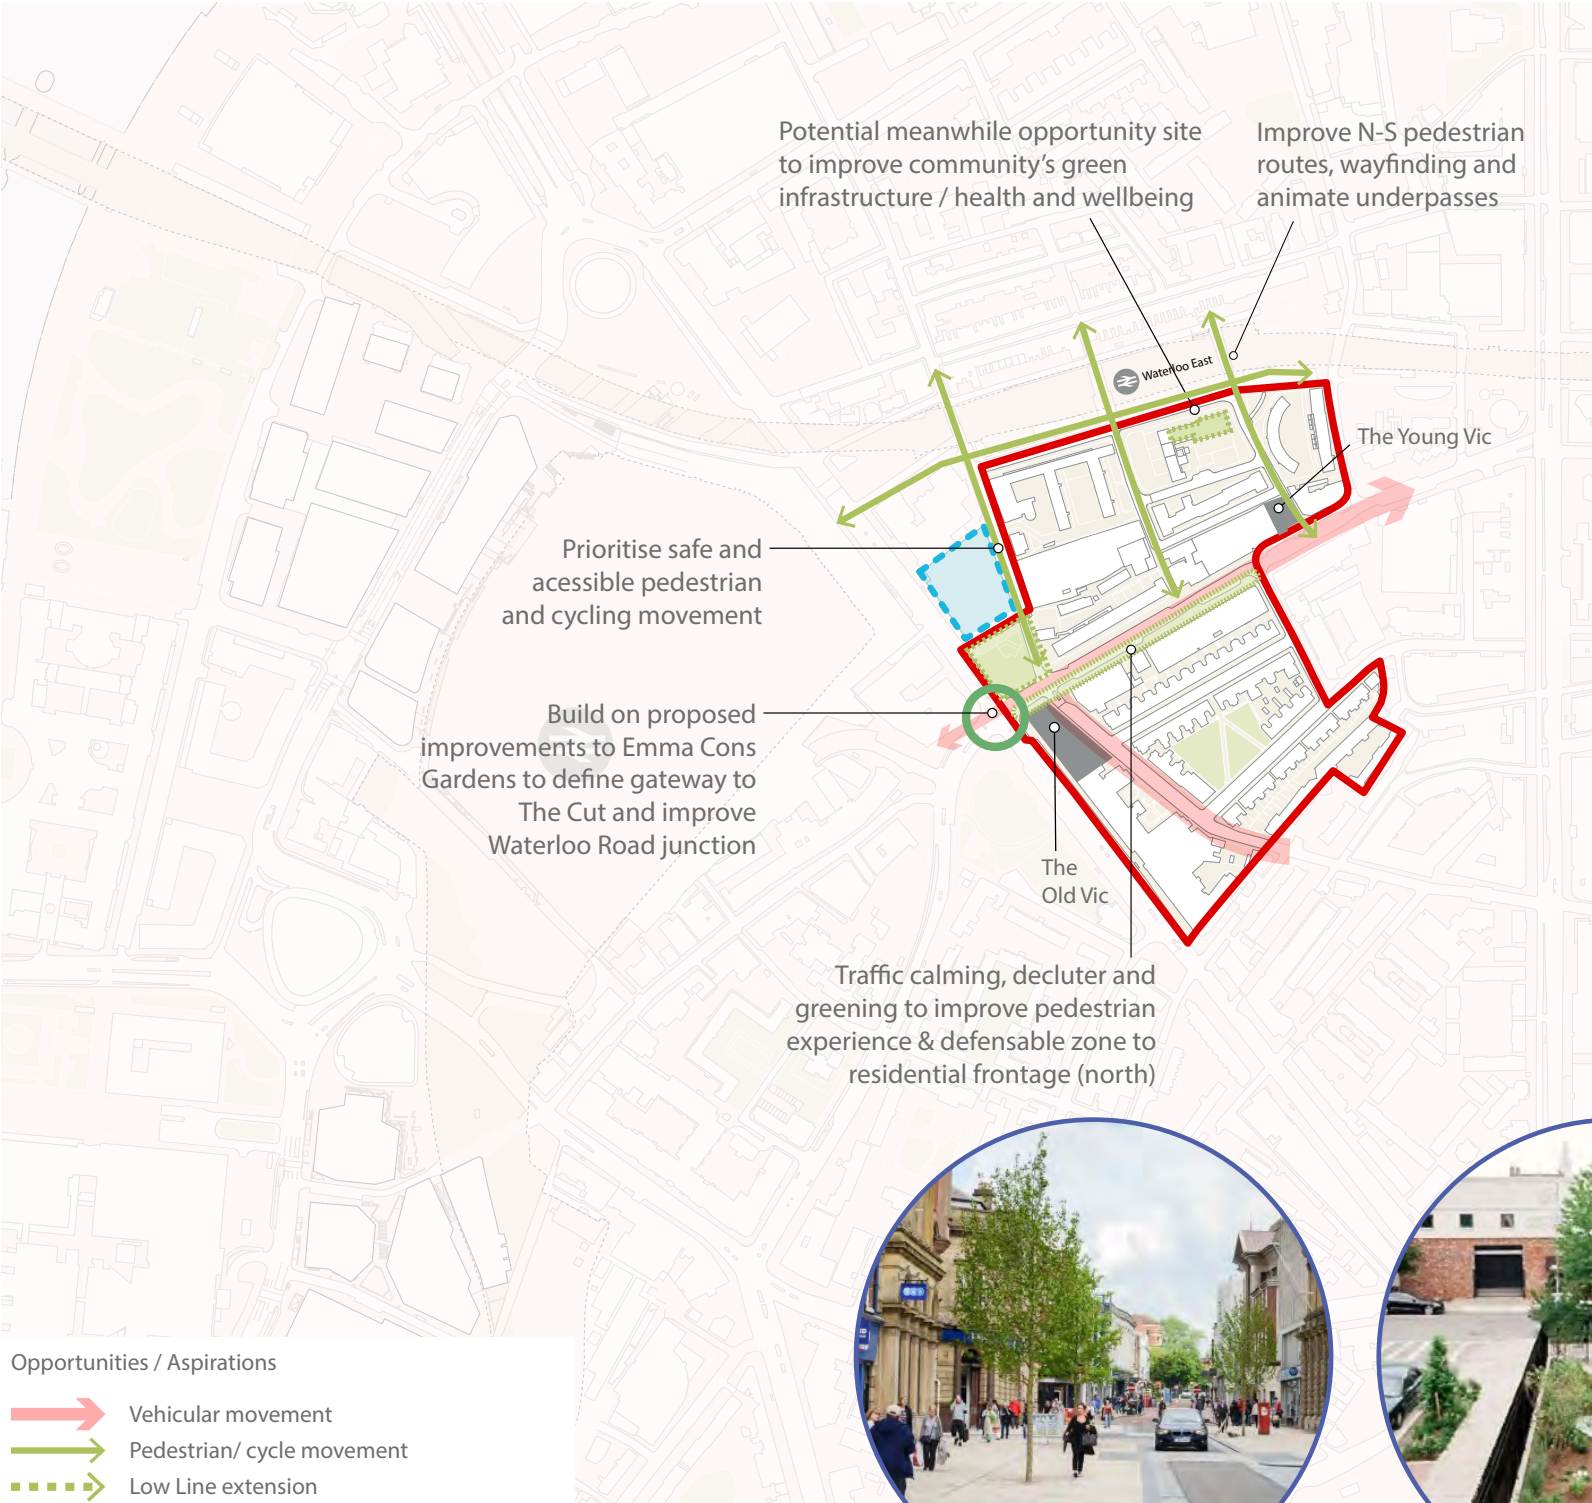 Potential meanwhile opportunity site
to improve community's green
infrastructure / health and wellbeing
Improve N-S pedestrian
routes, wayfinding and
animate underpasses
Waterloo East
The Young Vic
Prioritise safe and
acessible pedestrian
and cycling movement
Build on proposed
improvements to Emma Cons
Gardens to define gateway to
The Cut and improve
Waterloo Road junction
The
Old Vic
Traffic calming, decluter and
greening to improve pedestrian
experience & defensable zone to
residential frontage (north)
Opportunities / Aspirations
Vehicular movement
Pedestrian/ cycle movement
Low Line extension